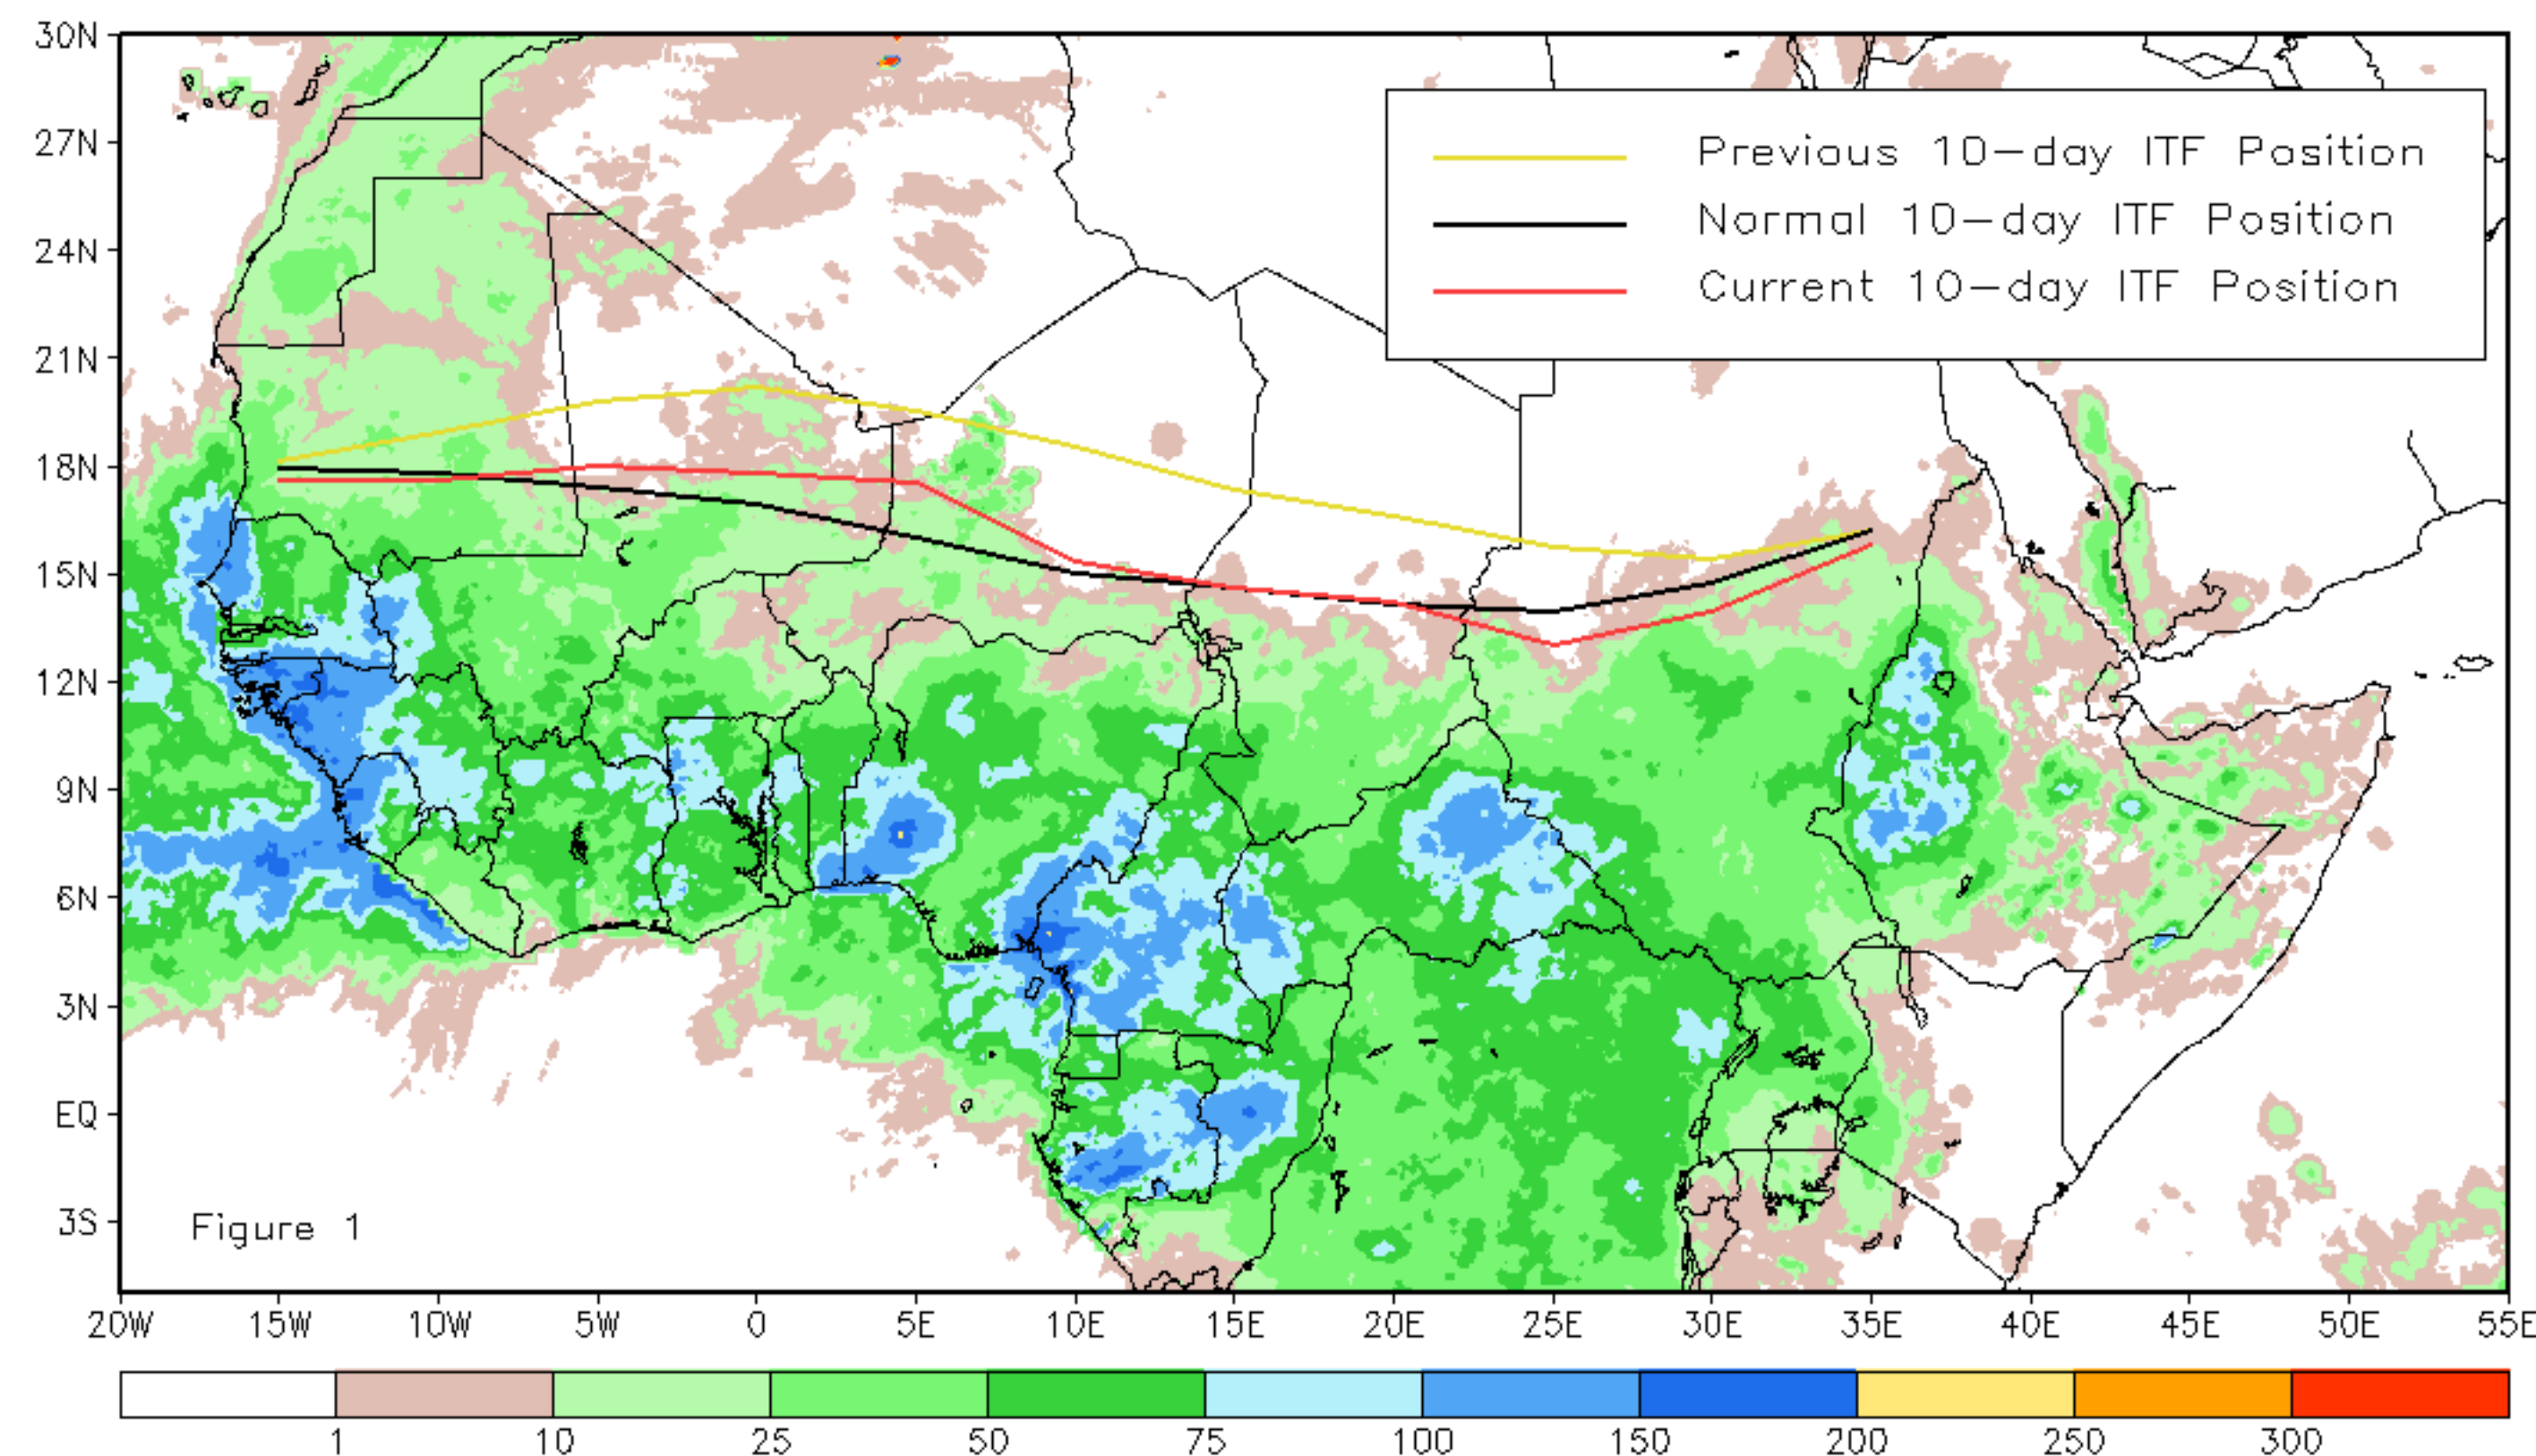 30N
27N
24N
21N
18N
15N
12N
9N
6N
3N
EQ
3S
Previous 10-day ITF Position
Normal 10-day ITF Position
Current 10-day ITF Position
Figure 1
20W 15W 10W 5W 0 5E 10E 15E 20E 25E 30E 35E 40E 45E 50E 55E
1 10 25 50 75 100 150 200 250 300